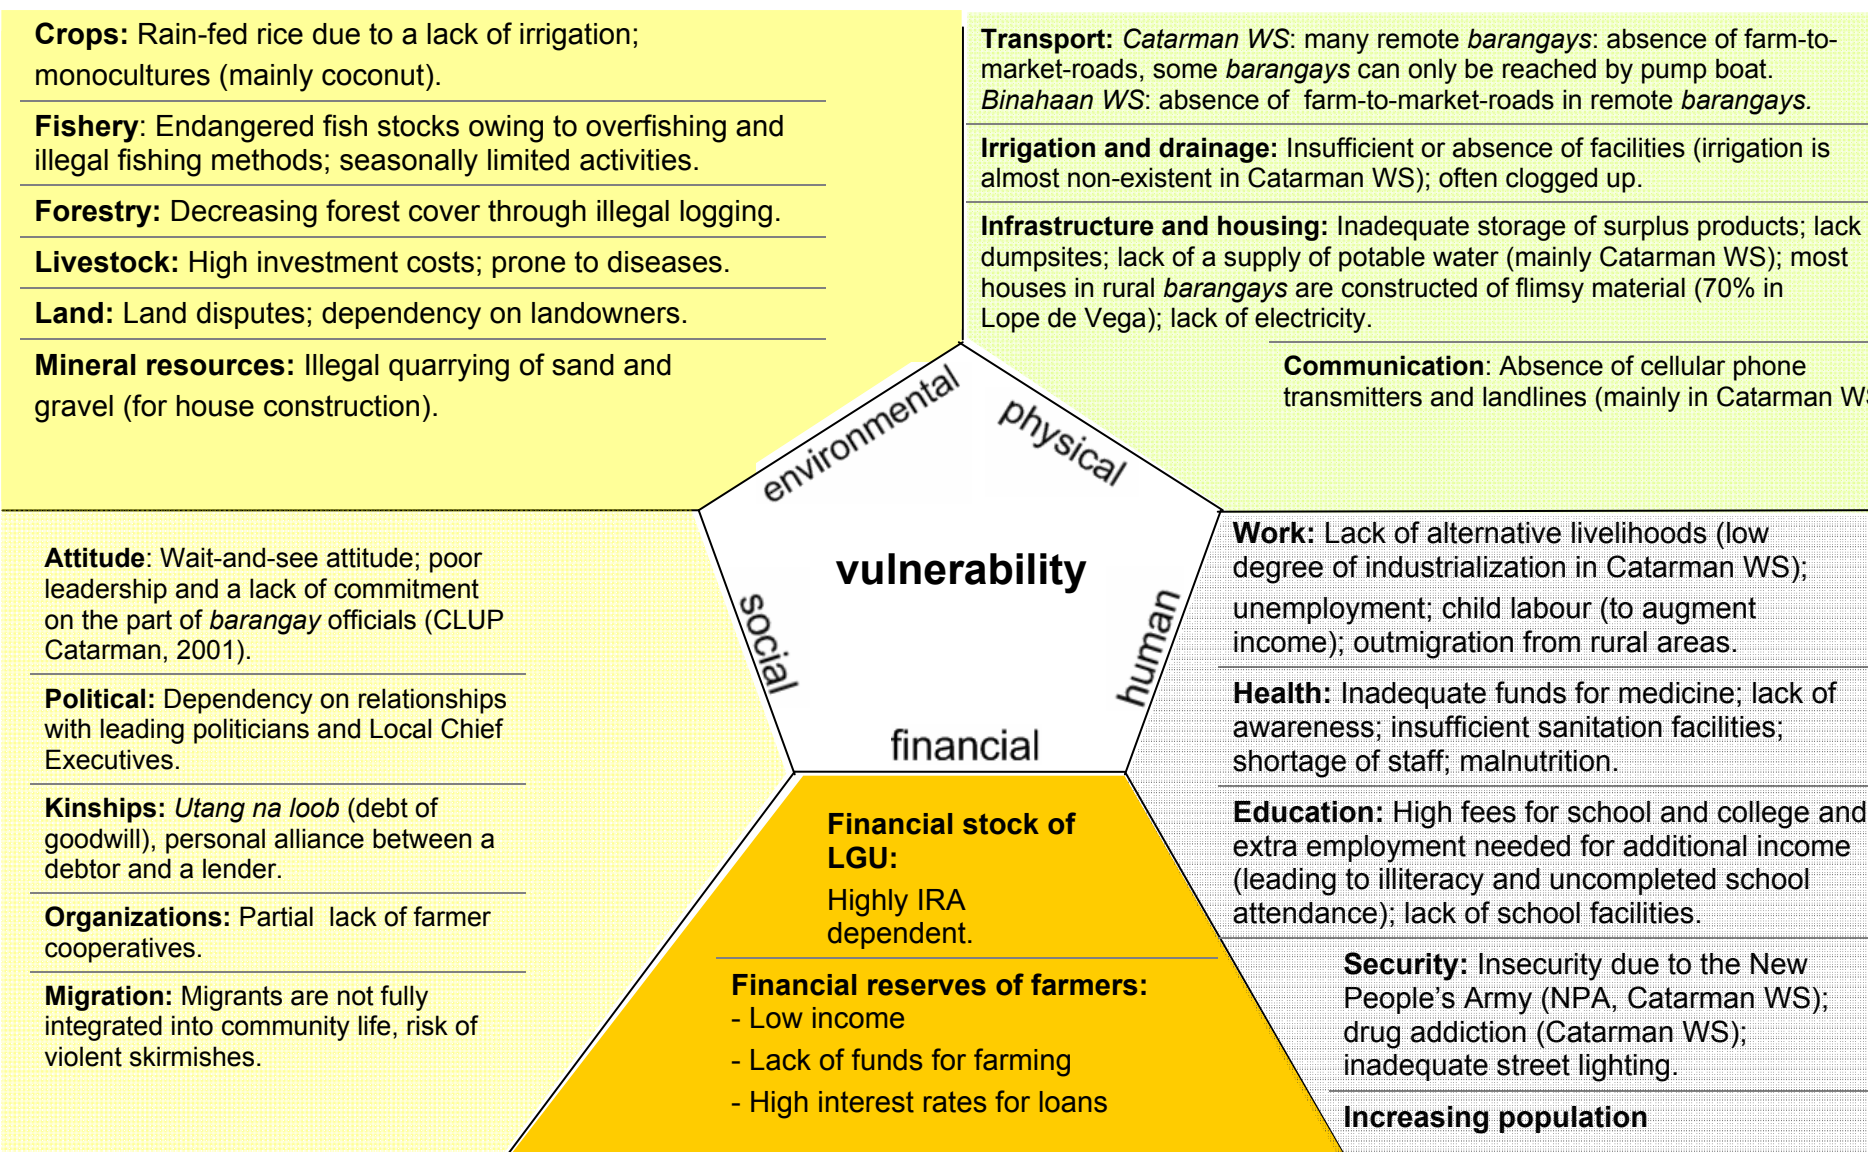 Crops: Rain-fed rice due to a lack of irrigation;
monocultures (mainly coconut).
Fishery: Endangered fish stocks owing to overfishing and
illegal fishing methods; seasonally limited activities.
Forestry: Decreasing forest cover through illegal logging.
Livestock: High investment costs; prone to diseases.
Land: Land disputes; dependency on landowners.
Mineral resources: Illegal quarrying of sand and
gravel (for house construction).
Transport: Catarman WS: many remote barangays: absence of farm-to-
market-roads, some barangays can only be reached by pump boat.
Binahaan WS: absence of farm-to-market-roads in remote barangays.
Irrigation and drainage: Insufficient or absence of facilities (irrigation is
almost non-existent in Catarman WS); often clogged up.
Infrastructure and housing: Inadequate storage of surplus products; lack
dumpsites; lack of a supply of potable water (mainly Catarman WS); most
houses in rural barangays are constructed of flimsy material (70% in
Lope de Vega); lack of electricity.
Communication: Absence of cellular phone
transmitters and landlines (mainly in Catarman WS
environmental
physical
vulnerability
social
human
financial
Attitude: Wait-and-see attitude; poor
leadership and a lack of commitment
on the part of barangay officials (CLUP
Catarman, 2001).
Political: Dependency on relationships
with leading politicians and Local Chief
Executives.
Kinships: Utang na loob (debt of
goodwill), personal alliance between a
debtor and a lender.
Organizations: Partial lack of farmer
cooperatives.
Migration: Migrants are not fully
integrated into community life, risk of
violent skirmishes.
Financial stock of
LGU:
Highly IRA
dependent.
Financial reserves of farmers:
- Low income
- Lack of funds for farming
- High interest rates for loans
Work: Lack of alternative livelihoods (low
degree of industrialization in Catarman WS);
unemployment; child labour (to augment
income); outmigration from rural areas.
Health: Inadequate funds for medicine; lack of
awareness; insufficient sanitation facilities;
shortage of staff; malnutrition.
Education: High fees for school and college and
extra employment needed for additional income
(leading to illiteracy and uncompleted school
attendance); lack of school facilities.
Security: Insecurity due to the New
People's Army (NPA, Catarman WS);
drug addiction (Catarman WS);
inadequate street lighting.
Increasing population